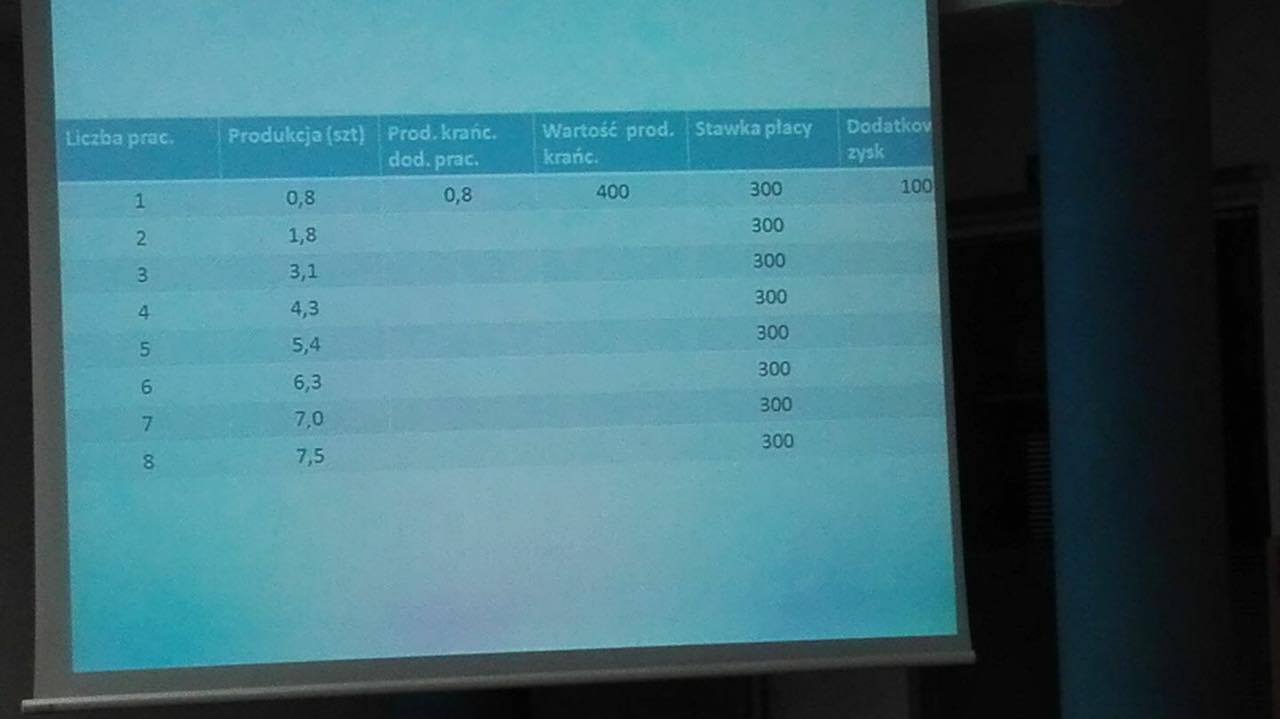 Liczba prac. Produkcja (szt) Prod. krańc. dod. prac. Wartość prod. krańc. Stawka płacy zysk
1 0,8 0,8 400 300 100
2 1,8 300
3 3,1 300
4 4,3 300
5 5,4 300
6 6,3 300
7 7,0 300
8 7,5 300